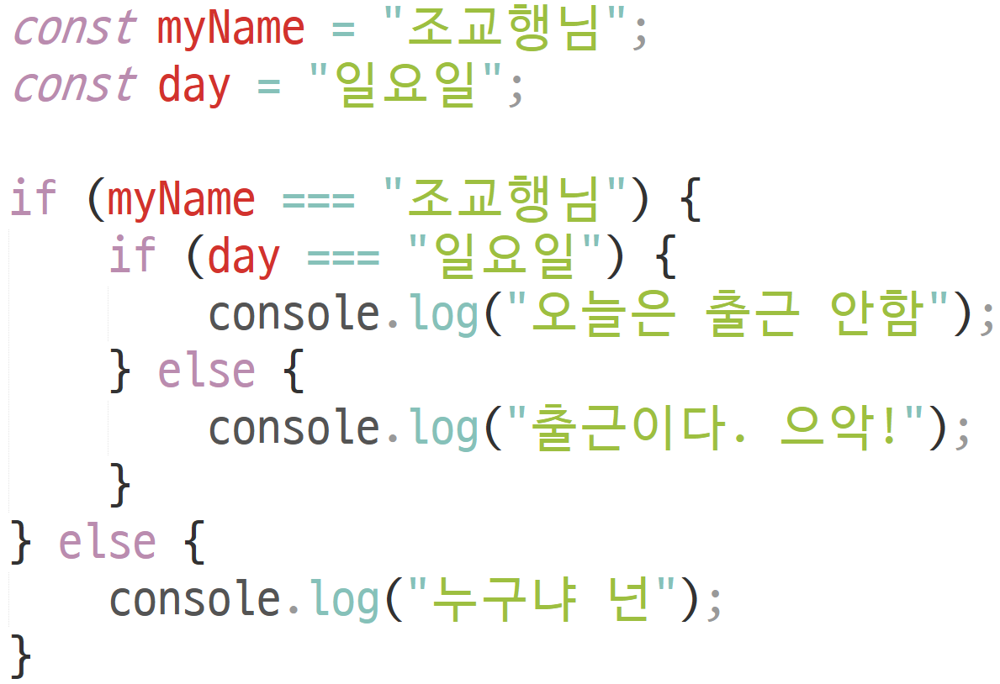 const myName = "조교행님";
const day = "일요일";
if (myName === "조교행님") {
if (day === "일요일") {
console.log("오늘은 출근 안함");
} else {
console.log("출근이다. 으악!");
}
} else {
console.log("누구냐 넌");
}